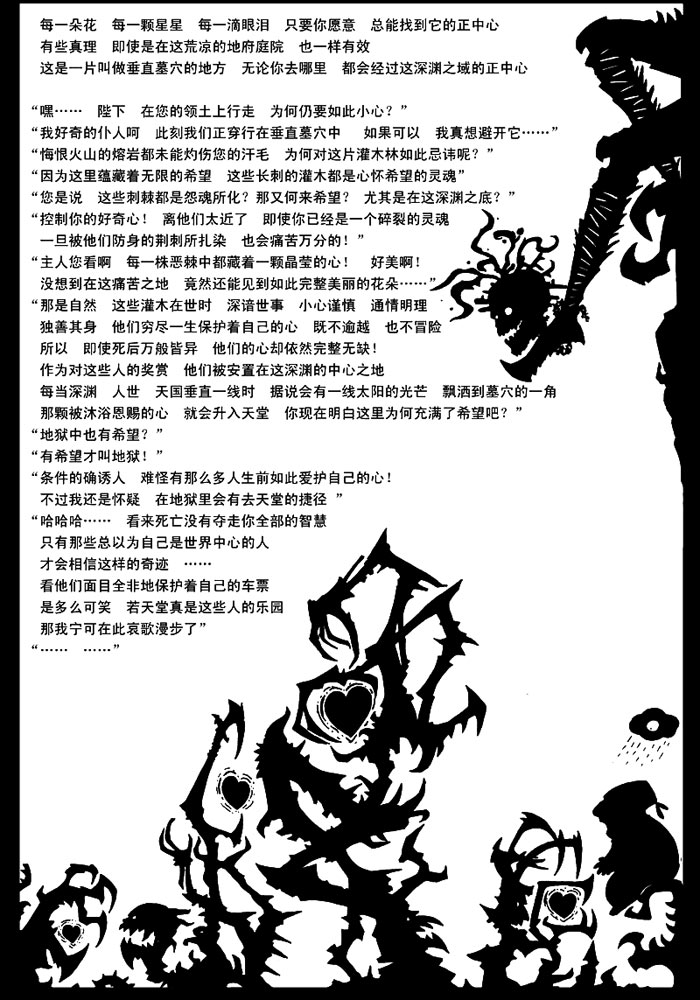 每一朵花 每一颗星星 每一滴眼泪 只要你愿意 总能找到它的正中心
有些真理 即使是在这荒凉的地府庭院 也一样有效
这是一片叫做垂直墓穴的地方 无论你去哪里 都会经过这深渊之域的正中心
“嘿…… 陛下 在您的领土上行走 为何仍要如此小心？”
“我好奇的仆人呵 此刻我们正穿行在垂直墓穴中 如果可以 我真想避开它……”
“悔恨火山的熔岩都未能灼伤您的汗毛 为何对这片灌木林如此忌讳呢？”
“因为这里蕴藏着无限的希望 这些长刺的灌木都是心怀希望的灵魂”
“您是说 这些刺棘都是怨魂所化？那又何来希望？ 尤其是在这深渊之底？”
“控制你的好奇心！ 离他们太近了 即使你已经是一个碎裂的灵魂
一旦被他们防身的荆刺所扎染 也会痛苦万分的！”
“主人您看啊 每一株恶棘中都藏着一颗晶莹的心！ 好美啊！
没想到在这痛苦之地 竟然还能见到如此完整美丽的花朵……”
“那是自然 这些灌木在世时 深谙世事 小心谨慎 通情明理
独善其身 他们穷尽一生保护着自己的心 既不逾越 也不冒险
所以 即使死后万般皆异 他们的心却依然完整无缺！
作为对这些人的奖赏 他们被安置在这深渊的中心之地
每当深渊 人世 天国垂直一线时 据说会有一线太阳的光芒 飘洒到墓穴的一角
那颗被沐浴恩赐的心 就会升入天堂 你现在明白这里为何充满了希望吧？”
“地狱中也有希望？”
“有希望才叫地狱！”
“条件的确诱人 难怪有那么多人生前如此爱护自己的心！
不过我还是怀疑 在地狱里会有去天堂的捷径 ”
“哈哈哈…… 看来死亡没有夺走你全部的智慧
只有那些总以为自己是世界中心的人
才会相信这样的奇迹 ……
看他们面目全非地保护着自己的车票
是多么可笑 若天堂真是这些人的乐园
那我宁可在此哀歌漫步了”
“…… ……”